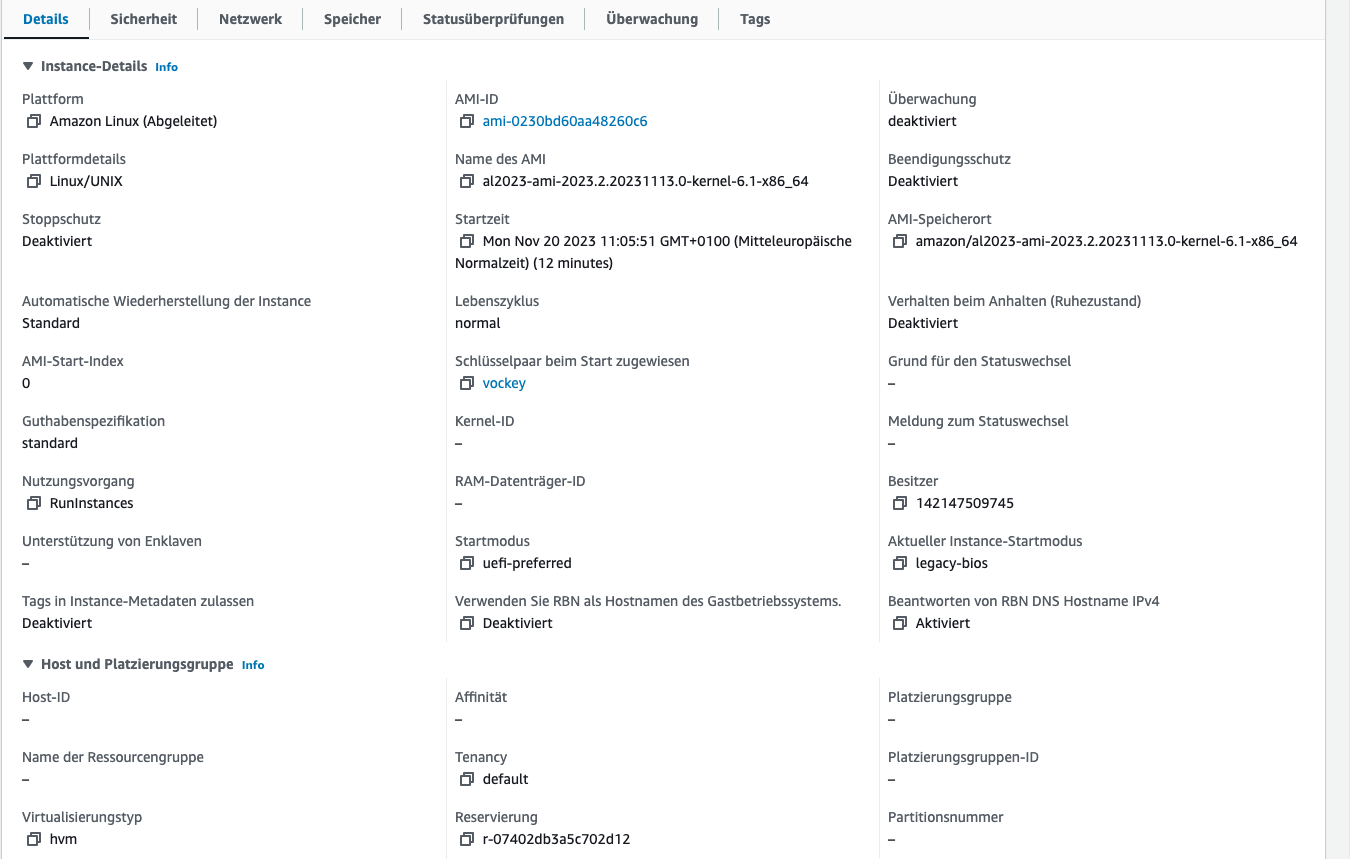 Details
Sicherheit
Netzwerk
Speicher
Statusüberprüfungen
Überwachung
Tags
Instance-Details Info
Plattform
Amazon Linux (Abgeleitet)
AMI-ID
ami-0230bd60aa48260c6
Überwachung
deaktiviert
Plattformdetails
Linux/UNIX
Name des AMI
al2023-ami-2023.2.20231113.0-kernel-6.1-x86_64
Beendigungsschutz
Deaktiviert
Stoppschutz
Deaktiviert
Startzeit
Mon Nov 20 2023 11:05:51 GMT+0100 (Mitteleuropäische
Normalzeit) (12 minutes)
AMI-Speicherort
amazon/al2023-ami-2023.2.20231113.0-kernel-6.1-x86_64
Automatische Wiederherstellung der Instance
Standard
Lebenszyklus
normal
Verhalten beim Anhalten (Ruhezustand)
Deaktiviert
AMI-Start-Index
0
Schlüsselpaar beim Start zugewiesen
vockey
Grund für den Statuswechsel
–
Guthabenspezifikation
standard
Kernel-ID
–
Meldung zum Statuswechsel
–
Nutzungsvorgang
RunInstances
RAM-Datenträger-ID
–
Besitzer
142147509745
Unterstützung von Enklaven
–
Startmodus
uefi-preferred
Aktueller Instance-Startmodus
legacy-bios
Tags in Instance-Metadaten zulassen
Deaktiviert
Verwenden Sie RBN als Hostnamen des Gastbetriebssystems.
Deaktiviert
Beantworten von RBN DNS Hostname IPv4
Aktiviert
Host und Platzierungsgruppe Info
Host-ID
–
Affinität
–
Platzierungsgruppe
–
Name der Ressourcengruppe
–
Tenancy
default
Platzierungsgruppen-ID
–
Virtualisierungstyp
hvm
Reservierung
r-07402db3a5c702d12
Partitionsnummer
–